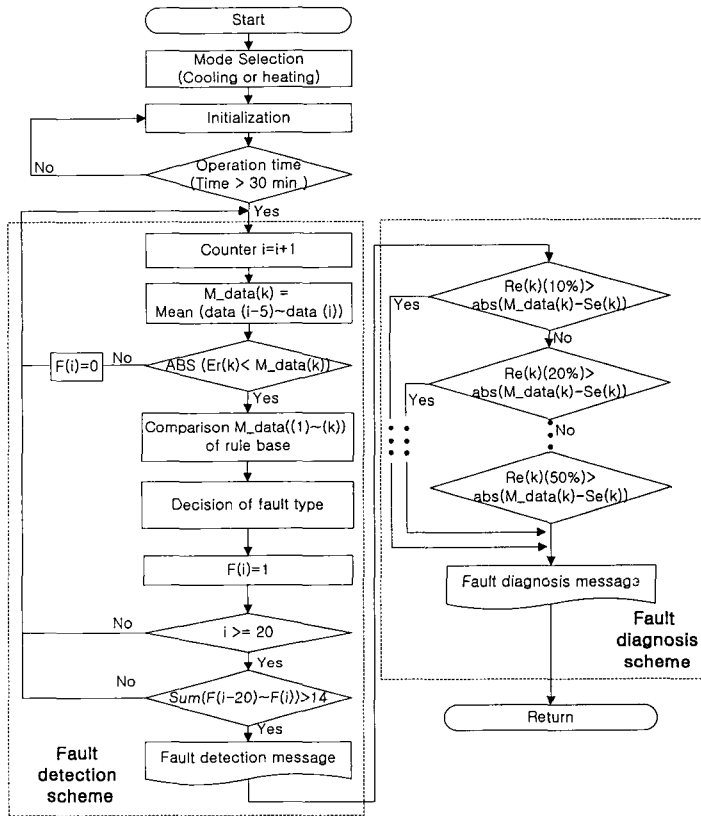 Start
Mode Selection
(Cooling or heating)
Initialization
No
Operation time
(Time > 30 min )
Yes
Counter i=i+1
M_data(k) =
Mean (data (i-5)~data (i))
F(i)=0
No
ABS (Er(k)< M_data(k))
Yes
Comparison M_data((1)~(k))
of rule base
Decision of fault type
F(i)=1
No
i >= 20
Yes
No
Sum(F(i-20)~F(i))>14
Yes
Fault detection message
Fault
detection
scheme
Re(k)(10%)>
abs(M_data(k)-Se(k))
Yes
No
Re(k)(20%)>
abs(M_data(k)-Se(k))
Yes
No
Re(k)(50%)>
abs(M_data(k)-Se(k))
Fault diagnosis message
Fault
diagnosis
scheme
Return